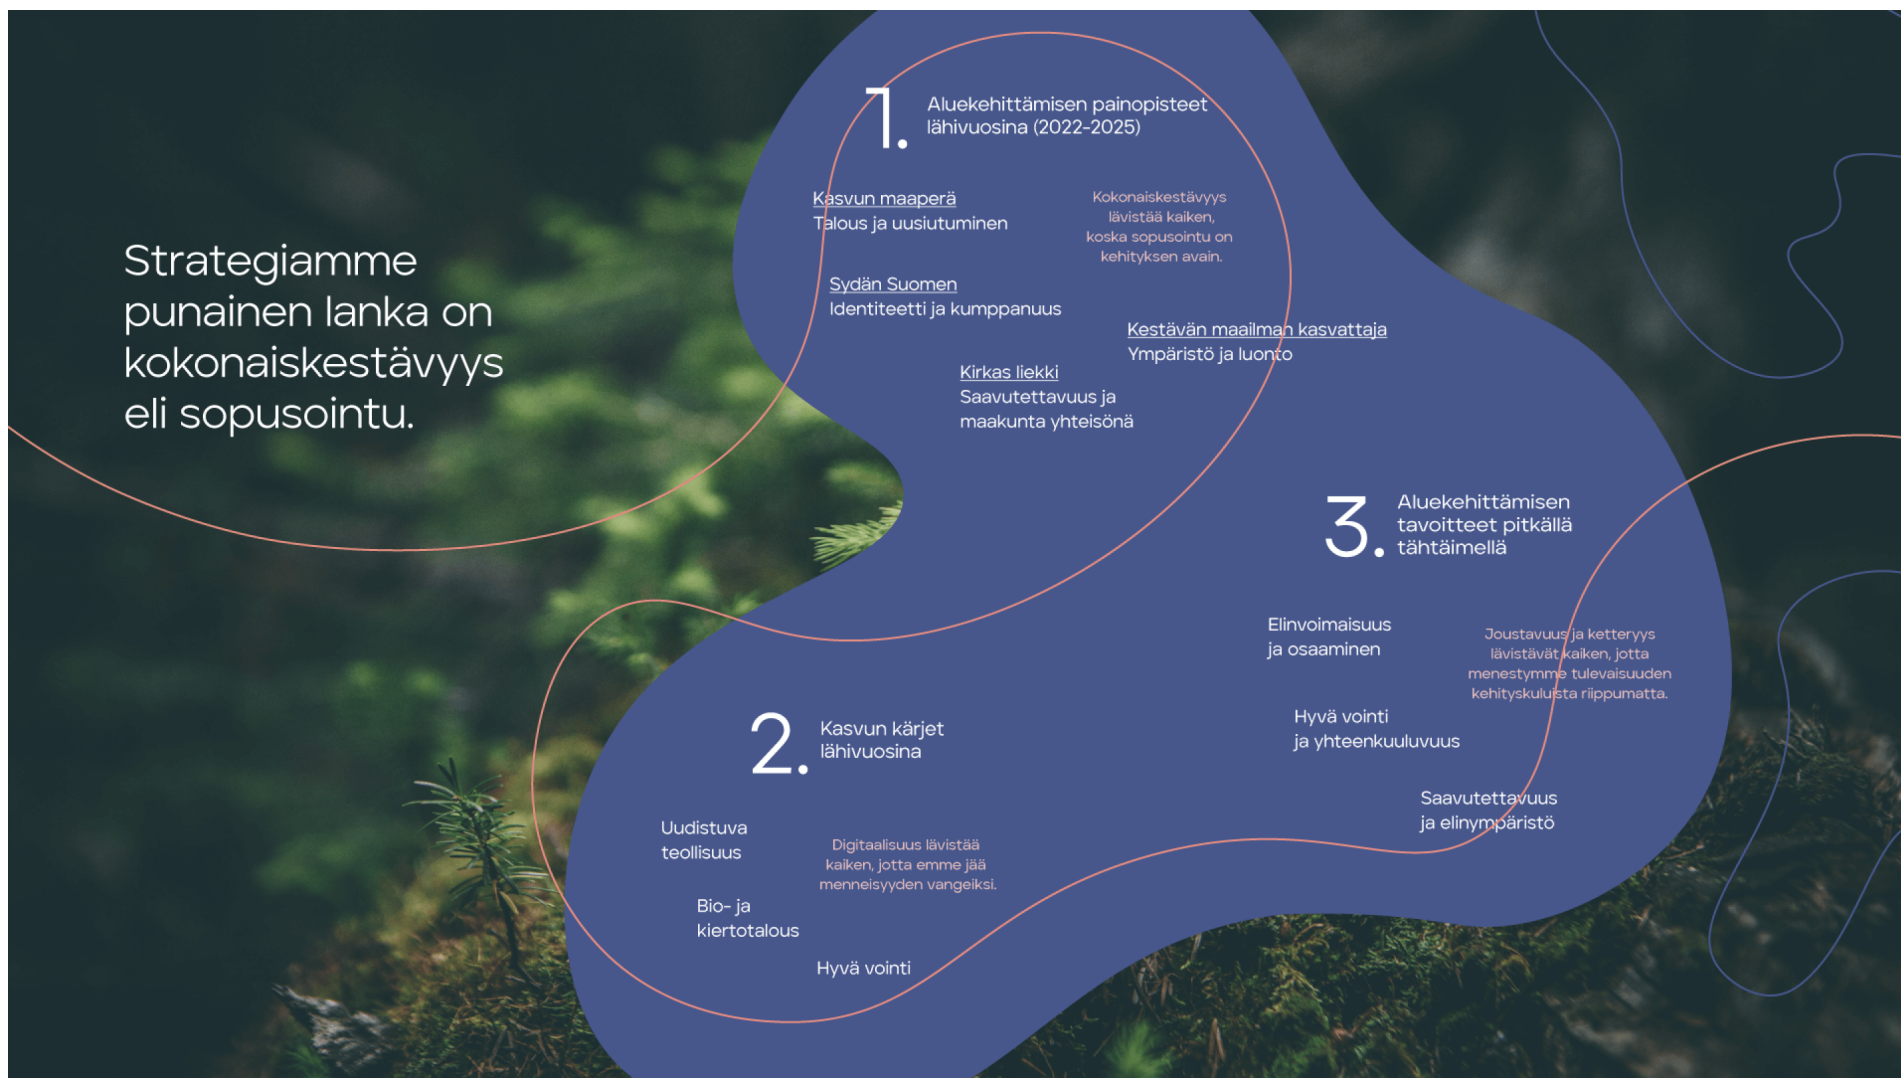 Strategiamme
punainen lanka on
kokonaiskestävyys
eli sopusointu.
1.
Aluekehittämisen painopisteet
lähivuosina (2022-2025)
Kasvun maaperä
Talous ja uusiutuminen
Kokonaiskestävyys
lävistää kaiken,
koska sopusointu on
kehityksen avain.
Sydän Suomen
Identiteetti ja kumppanuus
Kestävän maailman kasvattaja
Ympäristö ja luonto
Kirkas liekki
Saavutettavuus ja
maakunta yhteisönä
2.
Kasvun kärjet
lähivuosina
Uudistuva
teollisuus
Digitaalisuus lävistää
kaiken, jotta emme jää
menneisyyden vangeiksi.
Bio- ja
kiertotalous
Hyvä vointi
3.
Aluekehittämisen
tavoitteet pitkällä
tähtäimellä
Elinvoimaisuus
ja osaaminen
Joustavuus ja ketteryys
lävistävät kaiken, jotta
menestymme tulevaisuuden
kehityskuluista riippumatta.
Hyvä vointi
ja yhteenkuuluvuus
Saavutettavuus
ja elinympäristö